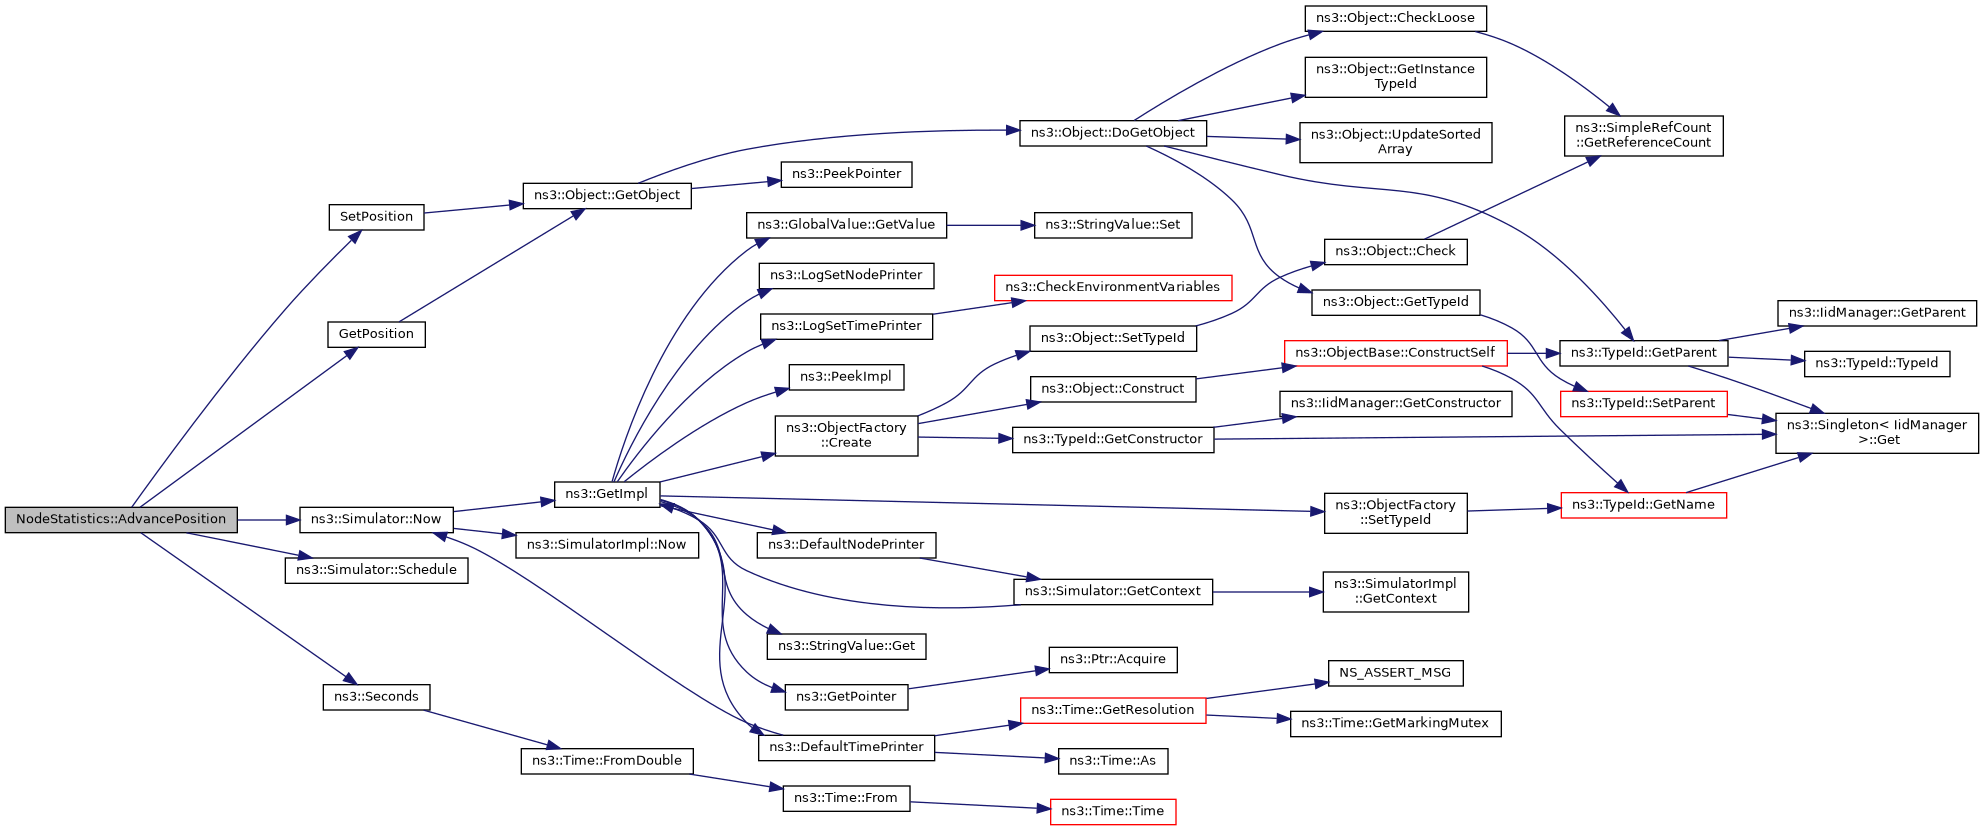 NodeStatistics::AdvancePosition
SetPosition
GetPosition
ns3::Simulator::Now
ns3::Simulator::Schedule
ns3::Seconds
ns3::Object::GetObject
ns3::GetImpl
ns3::SimulatorImpl::Now
ns3::Time::FromDouble
ns3::PeekPointer
ns3::GlobalValue::GetValue
ns3::LogSetNodePrinter
ns3::LogSetTimePrinter
ns3::PeekImpl
ns3::ObjectFactory
::Create
ns3::DefaultNodePrinter
ns3::StringValue::Get
ns3::GetPointer
ns3::DefaultTimePrinter
ns3::Time::From
ns3::Object::DoGetObject
ns3::StringValue::Set
ns3::CheckEnvironmentVariables
ns3::Object::SetTypeId
ns3::Object::Construct
ns3::TypeId::GetConstructor
ns3::Simulator::GetContext
ns3::Ptr::Acquire
ns3::Time::GetResolution
ns3::Time::As
ns3::Time::Time
ns3::Object::CheckLoose
ns3::Object::GetInstance
TypeId
ns3::Object::UpdateSorted
Array
ns3::Object::Check
ns3::Object::GetTypeId
ns3::ObjectBase::ConstructSelf
ns3::IidManager::GetConstructor
ns3::ObjectFactory
::SetTypeId
ns3::SimulatorImpl
::GetContext
NS_ASSERT_MSG
ns3::Time::GetMarkingMutex
ns3::SimpleRefCount
::GetReferenceCount
ns3::TypeId::GetParent
ns3::TypeId::SetParent
ns3::TypeId::GetName
ns3::IidManager::GetParent
ns3::TypeId::TypeId
ns3::Singleton< IidManager
>::Get